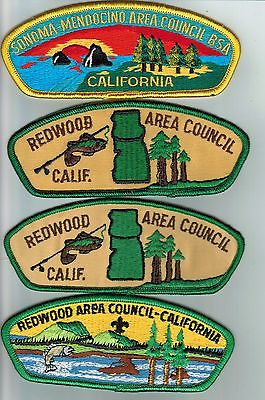 SONOMA-MENDOCINO AREA COUNCIL-BSA
CALIFORNIA
REDWOOD AREA COUNCIL
CALIF.
REDWOOD AREA COUNCIL
CALIF.
REDWOOD AREA COUNCIL-CALIFORNIA